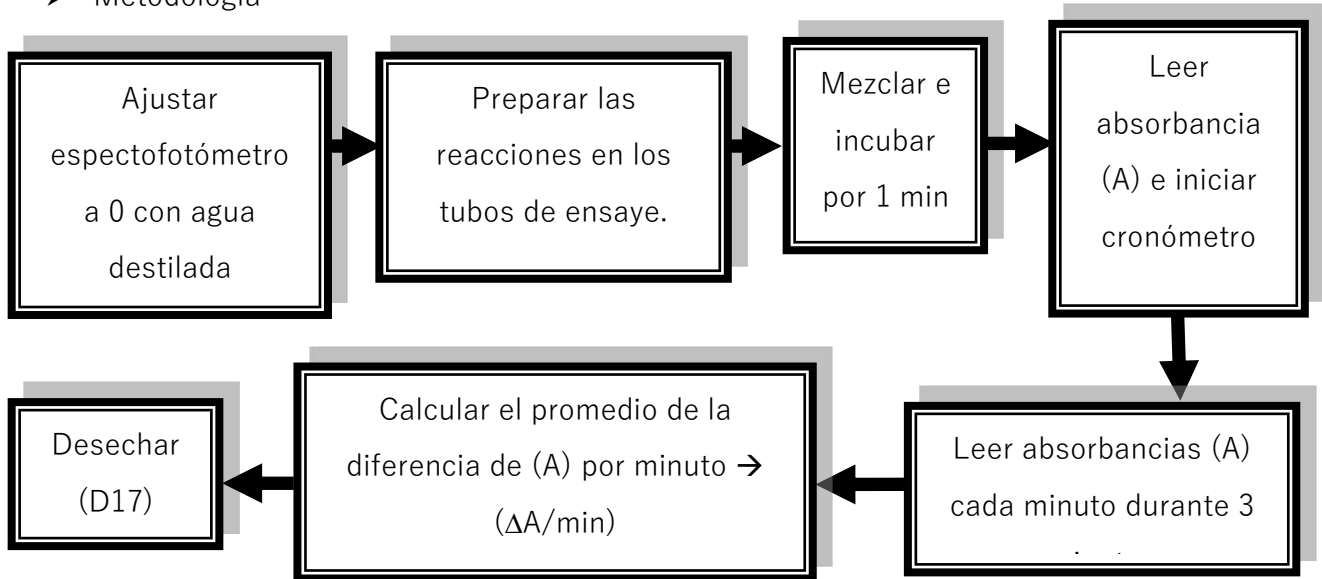 Metodología
Ajustar
espectofotómetro
a 0 con agua
destilada
Preparar las
reacciones en los
tubos de ensaye.
Mezclar e
incubar
por 1 min
Leer
absorbancia
(A) e iniciar
cronómetro
Leer absorbancias (A)
cada minuto durante 3
Calcular el promedio de la
diferencia de (A) por minuto →
(ΔA/min)
Desechar
(D17)